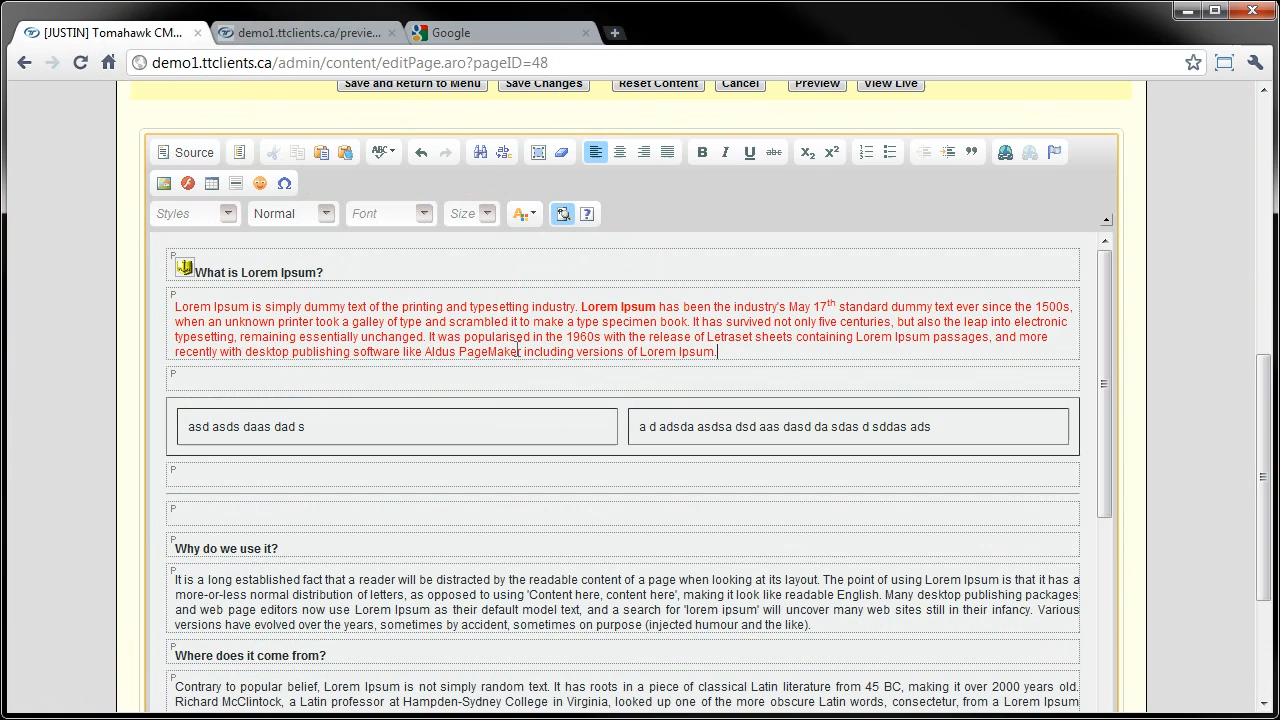 [JUSTIN] Tomahawk CM...
demo1.ttclients.ca/previe...
Google
demo1.ttclients.ca/admin/content/editPage.aro?pageID=48
Save and Return to Menu Save Changes Reset Content Cancel Preview View Live
Source ABC B I U abc X2 X2
Styles Normal Font Size A ?
P
What is Lorem Ipsum?
P
Lorem Ipsum is simply dummy text of the printing and typesetting industry. Lorem Ipsum has been the industry's May 17th standard dummy text ever since the 1500s,
when an unknown printer took a galley of type and scrambled it to make a type specimen book. It has survived not only five centuries, but also the leap into electronic
typesetting, remaining essentially unchanged. It was popularised in the 1960s with the release of Letraset sheets containing Lorem Ipsum passages, and more
recently with desktop publishing software like Aldus PageMaker including versions of Lorem Ipsum.
P
asd asds daas dad s
a d adsda asdsa dsd aas dasd da sdas d sddas ads
P
P
P
Why do we use it?
P
It is a long established fact that a reader will be distracted by the readable content of a page when looking at its layout. The point of using Lorem Ipsum is that it has a
more-or-less normal distribution of letters, as opposed to using 'Content here, content here', making it look like readable English. Many desktop publishing packages
and web page editors now use Lorem Ipsum as their default model text, and a search for 'lorem ipsum' will uncover many web sites still in their infancy. Various
versions have evolved over the years, sometimes by accident, sometimes on purpose (injected humour and the like).
P
Where does it come from?
P
Contrary to popular belief, Lorem Ipsum is not simply random text. It has roots in a piece of classical Latin literature from 45 BC, making it over 2000 years old.
Richard McClintock, a Latin professor at Hampden-Sydney College in Virginia, looked up one of the more obscure Latin words, consectetur, from a Lorem Ipsum